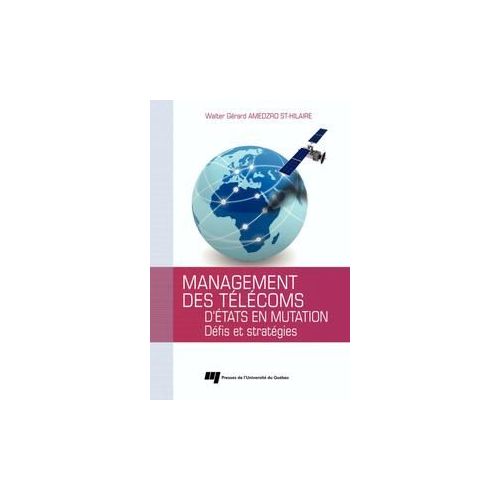 Walter Gérard AMEDZRO ST-HILAIRE
MANAGEMENT
DES TÉLÉCOMS
D'ÉTATS EN MUTATION
Défis et stratégies
Presses de l'Université du Québec